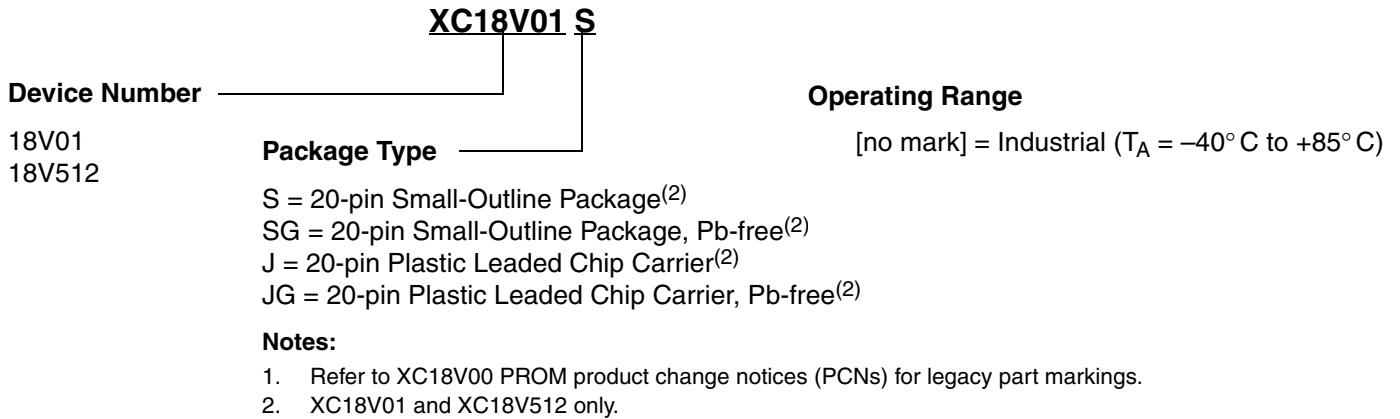 XC18V01 S
Device Number
18V01
18V512
Package Type
S = 20-pin Small-Outline Package(2)
SG = 20-pin Small-Outline Package, Pb-free(2)
J = 20-pin Plastic Leaded Chip Carrier(2)
JG = 20-pin Plastic Leaded Chip Carrier, Pb-free(2)
Operating Range
[no mark] = Industrial (TA = –40° C to +85° C)
Notes:
1. Refer to XC18V00 PROM product change notices (PCNs) for legacy part markings.
2. XC18V01 and XC18V512 only.